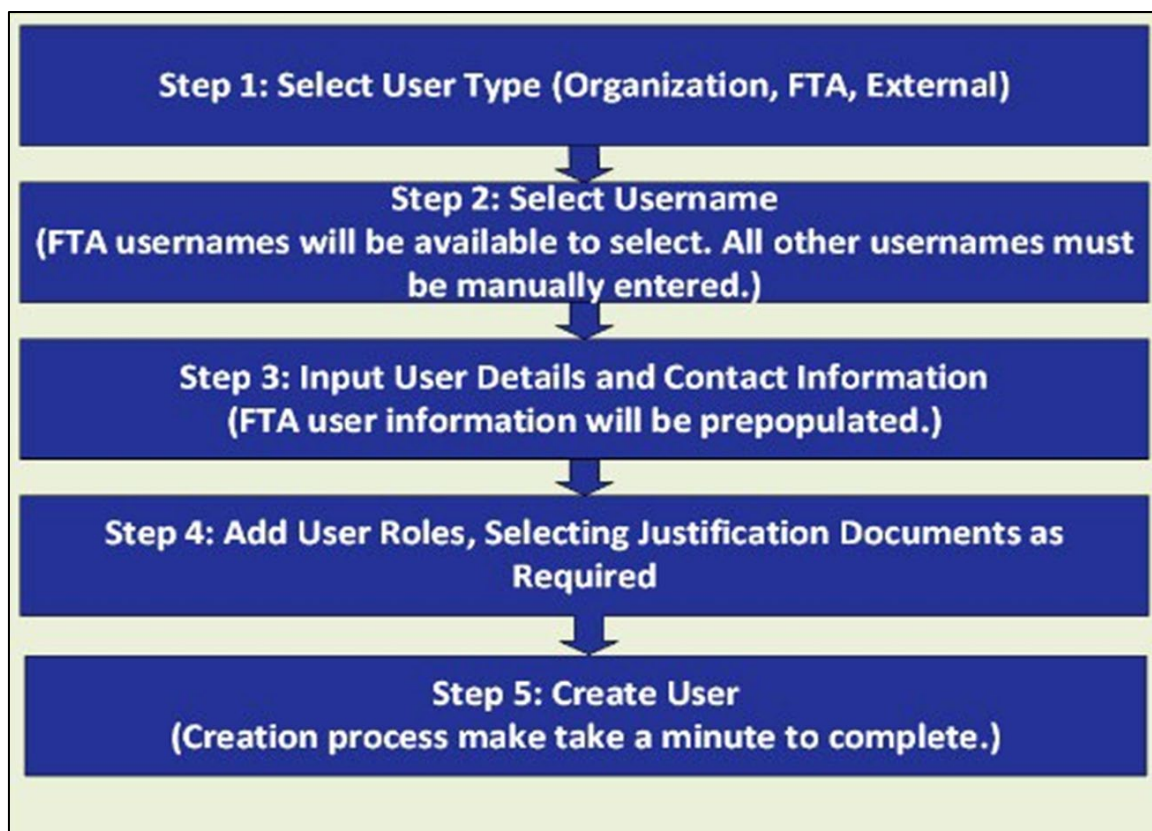 Step 1: Select User Type (Organization, FTA, External)
Step 2: Select Username
(FTA usernames will be available to select. All other usernames must
be manually entered.)
Step 3: Input User Details and Contact Information
(FTA user information will be prepopulated.)
Step 4: Add User Roles, Selecting Justification Documents as
Required
Step 5: Create User
(Creation process make take a minute to complete.)